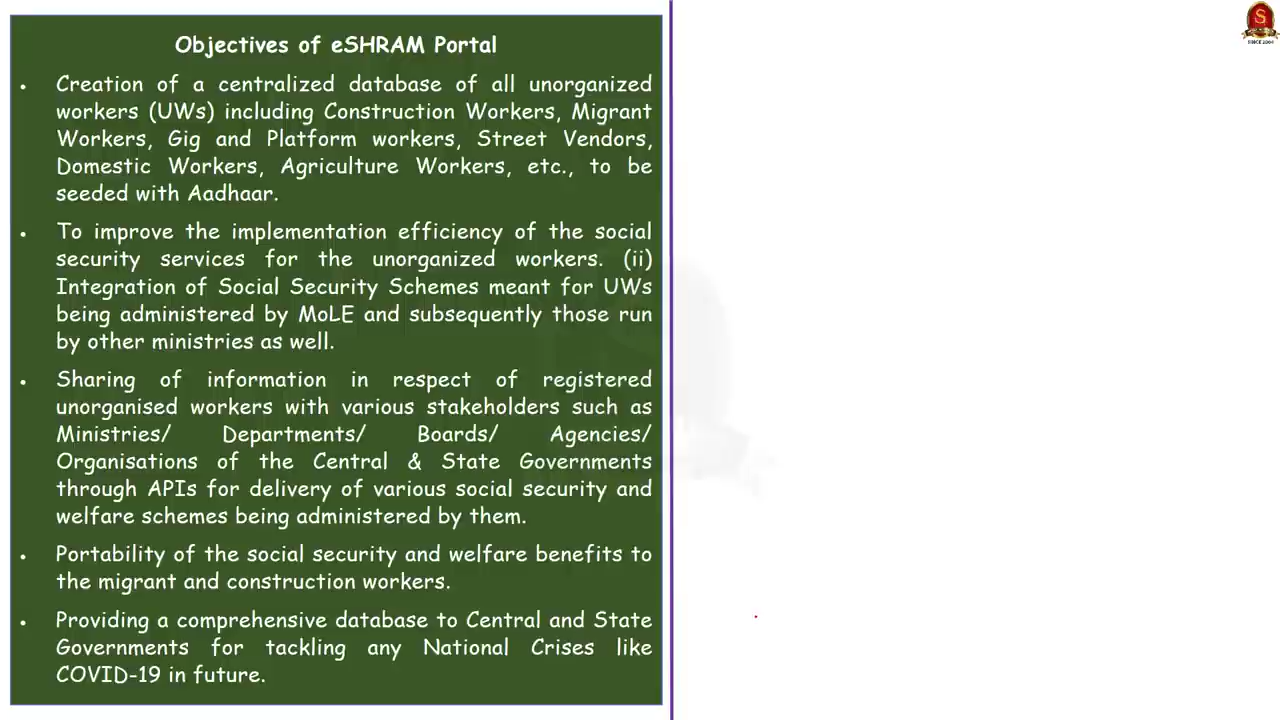 Objectives of eSHRAM Portal
• Creation of a centralized database of all unorganized
workers (UWs) including Construction Workers, Migrant
Workers, Gig and Platform workers, Street Vendors,
Domestic Workers, Agriculture Workers, etc., to be
seeded with Aadhaar.
• To improve the implementation efficiency of the social
security services for the unorganized workers. (ii)
Integration of Social Security Schemes meant for UWs
being administered by MoLE and subsequently those run
by other ministries as well.
• Sharing of information in respect of registered
unorganised workers with various stakeholders such as
Ministries/ Departments/ Boards/ Agencies/
Organisations of the Central & State Governments
through APIs for delivery of various social security and
welfare schemes being administered by them.
• Portability of the social security and welfare benefits to
the migrant and construction workers.
• Providing a comprehensive database to Central and State
Governments for tackling any National Crises like
COVID-19 in future.
S
SINCE 2004